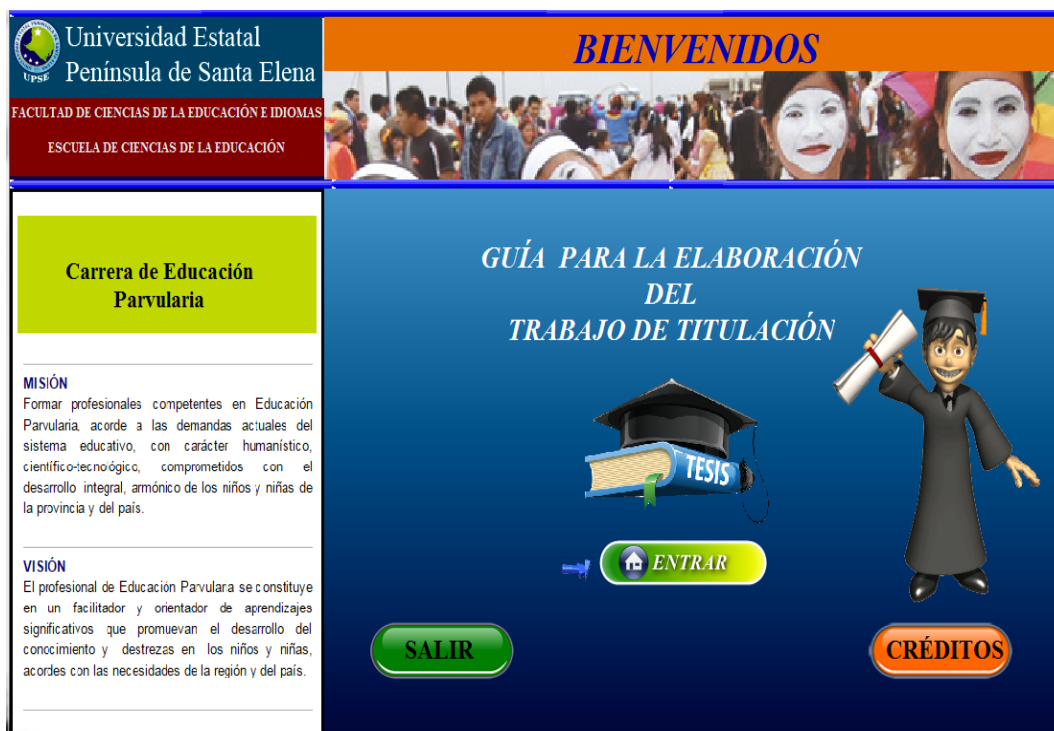 Universidad Estatal
Península de Santa Elena
UPSE
FACULTAD DE CIENCIAS DE LA EDUCACIÓN E IDIOMAS
ESCUELA DE CIENCIAS DE LA EDUCACIÓN
BIENVENIDOS
Carrera de Educación
Parvularia
MISIÓN
Formar profesionales competentes en Educación
Parvularia, acorde a las demandas actuales del
sistema educativo, con carácter humanístico,
científico-tecnológico, comprometidos con el
desarrollo integral, armónico de los niños y niñas de
la provincia y del país.
VISIÓN
El profesional de Educación Parvulara se constituye
en un facilitador y orientador de aprendizajes
significativos que promuevan el desarrollo del
conocimiento y destrezas en los niños y niñas,
acordes con las necesidades de la región y del país.
GUÍA PARA LA ELABORACIÓN
DEL
TRABAJO DE TITULACIÓN
TESIS
ENTRAR
SALIR
CRÉDITOS